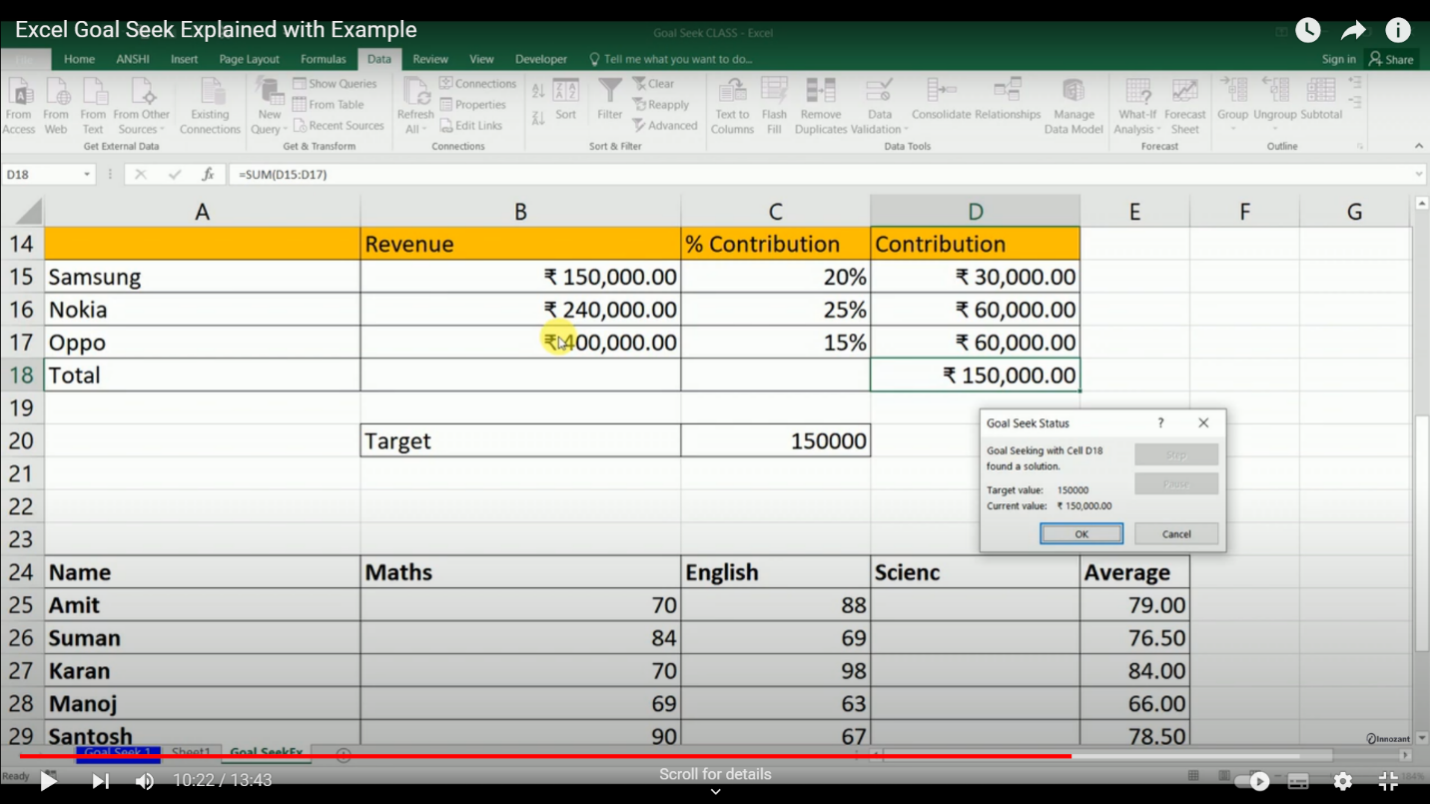 Excel Goal Seek Explained with Example
Goal Seek CLASS - Excel
Home ANSHI Insert Page Layout Formulas Data Review View Developer Tell me what you want to do... Sign in Share
From Access From Web From Text From Other Sources Existing Connections
Get External Data
New Query Show Queries From Table Recent Sources
Get & Transform
Refresh All Connections Properties Edit Links
Connections
Sort Filter Clear Reapply Advanced
Sort & Filter
Text to Columns Flash Fill Remove Duplicates Data Validation Consolidate Relationships Manage Data Model
Data Tools
What-If Analysis Forecast Sheet
Forecast
Group Ungroup Subtotal
Outline
D18 fx =SUM(D15:D17)
A B C D E F G
14 Revenue % Contribution Contribution
15 Samsung ₹ 150,000.00 20% ₹ 30,000.00
16 Nokia ₹ 240,000.00 25% ₹ 60,000.00
17 Oppo ₹ 400,000.00 15% ₹ 60,000.00
18 Total ₹ 150,000.00
19
20 Target 150000
21
22
23
Goal Seek Status ?
Goal Seeking with Cell D18
found a solution.
Step
Pause
Target value: 150000
Current value: ₹ 150,000.00
OK Cancel
24 Name Maths English Scienc Average
25 Amit 70 88 79.00
26 Suman 84 69 76.50
27 Karan 70 98 84.00
28 Manoj 69 63 66.00
29 Santosh 90 67 78.50
Goal Seek 1 Sheet1 Goal SeekEx
Innozant
Ready 184%
10:22 / 13:43
Scroll for details